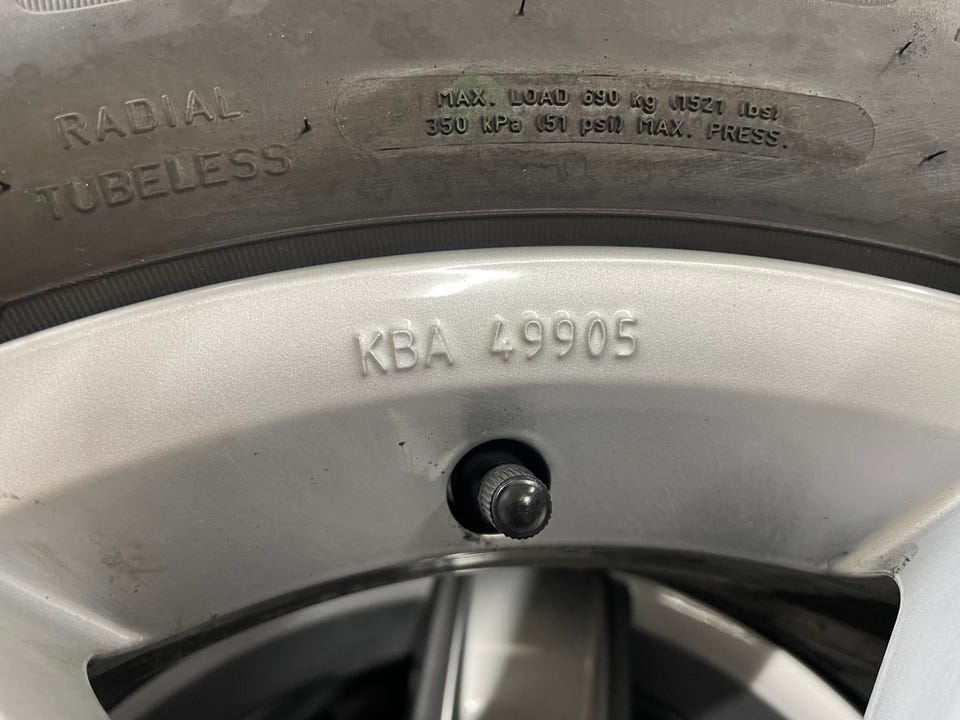 RADIAL
TUBELESS
MAX. LOAD 690 kg (1521 lbs)
350 kPa (51 psi) MAX. PRESS.
KBA 49905